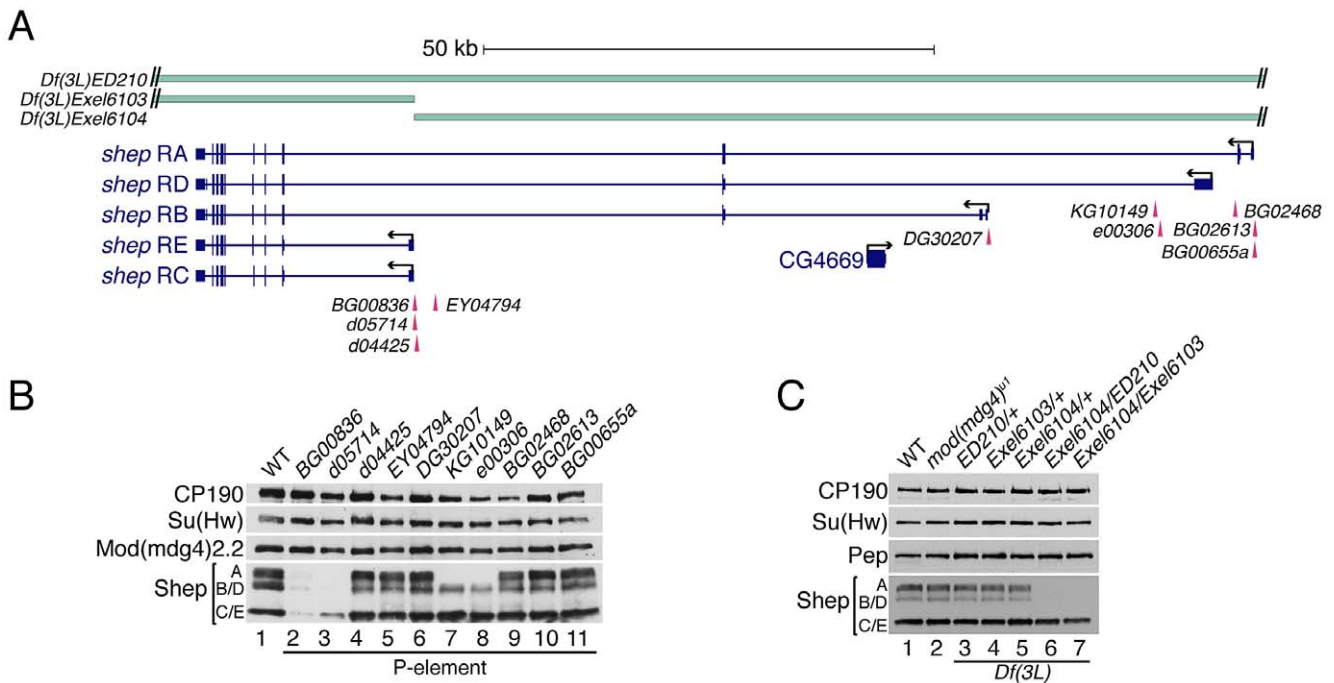 A
50 kb
Df(3L)ED210
Df(3L)Exel6103
Df(3L)Exel6104
shep RA
shep RD
shep RB
KG10149 BG02468
e00306 BG02613
DG30207
BG00655a
shep RE
CG4669
shep RC
BG00836 EY04794
d05714
d04425
B
WT BG00836 d05714 d04425 EY04794 DG30207 KG10149 e00306 BG02468 BG02613 BG00655a
CP190
Su(Hw)
Mod(mdg4)2.2
Shep A
B/D
C/E
1 2 3 4 5 6 7 8 9 10 11
P-element
C
WT mod(mdg4)ᵘ¹ ED210/+ Exel6103/+ Exel6104/+ Exel6104/ED210 Exel6104/Exel6103
CP190
Su(Hw)
Pep
Shep A
B/D
C/E
1 2 3 4 5 6 7
Df(3L)